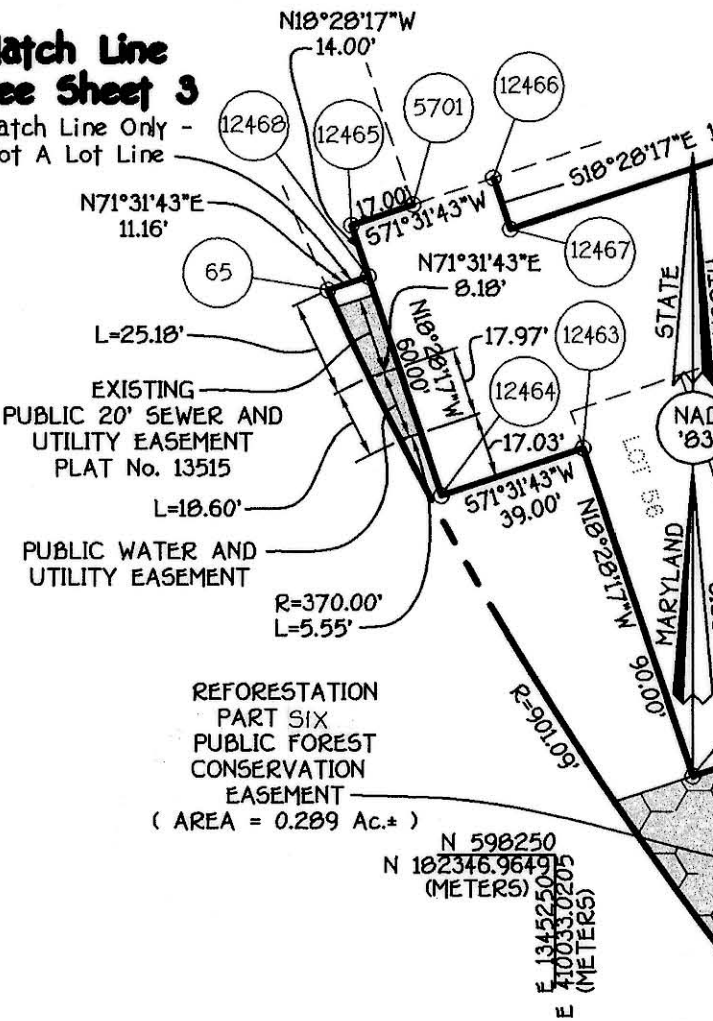 N18°28'17"W
14.00'
Match Line
See Sheet 3
Match Line Only -
Not A Lot Line
12468
12465
5701
12466
S18°28'17"E
17.00'
S71°31'43"W
12467
N71°31'43"E
11.16'
65
N71°31'43"E
8.18'
N18°28'17"W
60.00'
17.97'
12463
12464
STATE
L=25.18'
EXISTING
PUBLIC 20' SEWER AND
UTILITY EASEMENT
PLAT No. 13515
NAD
'83
17.03'
S71°31'43"W
39.00'
LOT 56
L=18.60'
PUBLIC WATER AND
UTILITY EASEMENT
R=370.00'
L=5.55'
N18°28'17"W
90.00'
MARYLAND
REFORESTATION
PART SIX
PUBLIC FOREST
CONSERVATION
EASEMENT
( AREA = 0.289 Ac.± )
R=901.09'
N 598250
N 182346.9649
(METERS)
E 1345250
E 410033.0205
(METERS)